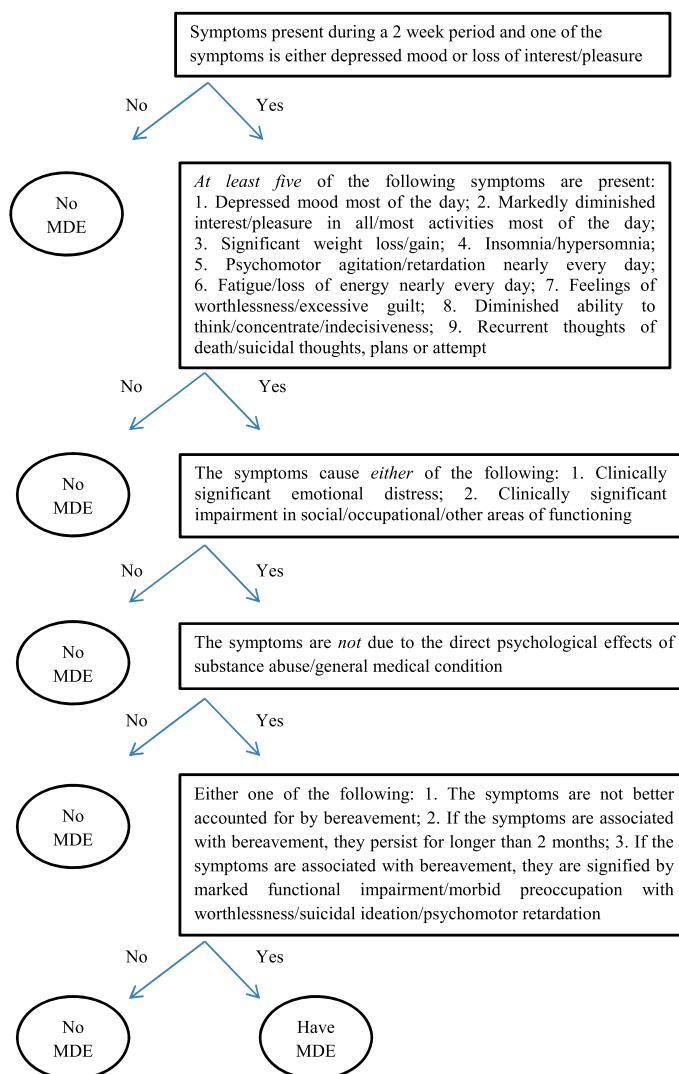 Symptoms present during a 2 week period and one of the
symptoms is either depressed mood or loss of interest/pleasure
No
Yes
No
MDE
At least five of the following symptoms are present:
1. Depressed mood most of the day; 2. Markedly diminished
interest/pleasure in all/most activities most of the day;
3. Significant weight loss/gain; 4. Insomnia/hypersomnia;
5. Psychomotor agitation/retardation nearly every day;
6. Fatigue/loss of energy nearly every day; 7. Feelings of
worthlessness/excessive guilt; 8. Diminished ability to
think/concentrate/indecisiveness; 9. Recurrent thoughts of
death/suicidal thoughts, plans or attempt
No
Yes
No
MDE
The symptoms cause either of the following: 1. Clinically
significant emotional distress; 2. Clinically significant
impairment in social/occupational/other areas of functioning
No
Yes
No
MDE
The symptoms are not due to the direct psychological effects of
substance abuse/general medical condition
No
Yes
No
MDE
Either one of the following: 1. The symptoms are not better
accounted for by bereavement; 2. If the symptoms are associated
with bereavement, they persist for longer than 2 months; 3. If the
symptoms are associated with bereavement, they are signified by
marked functional impairment/morbid preoccupation with
worthlessness/suicidal ideation/psychomotor retardation
No
Yes
No
MDE
Have
MDE